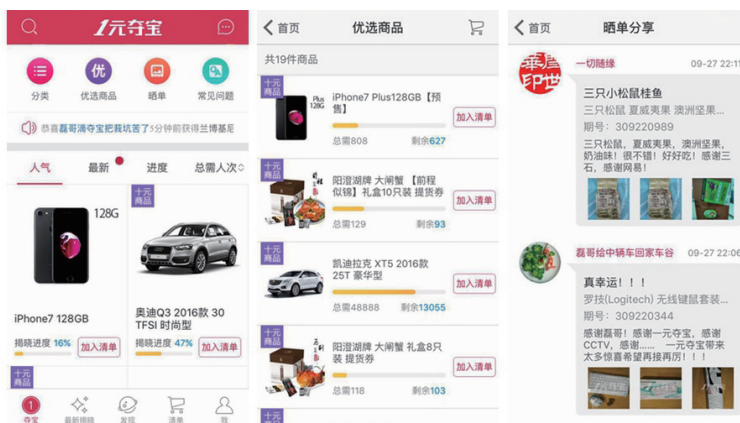 1元夺宝
分类
优选商品
晒单
常见问题
优
恭喜磊哥涌夺宝把我坑苦了5分钟前获得兰博基尼
人气
最新
进度
总需人次
128G
十元
商品
iPhone7 128GB
揭晓进度 16%
加入清单
奥迪Q3 2016款 30
TFSI 时尚型
揭晓进度 47%
加入清单
十元
商品
1
夺宝
最新揭晓
发现
清单
我
首页
优选商品
共19件商品
十元
商品
Plus
128G
iPhone7 Plus128GB【预
售】
加入清单
总需808
剩余627
十元
商品
阳澄湖牌 大闸蟹 【前程
似锦】礼盒10只装 提货券
加入清单
总需129
剩余93
十元
商品
凯迪拉克 XT5 2016款
25T 豪华型
加入清单
总需48888
剩余13055
十元
商品
阳澄湖牌 大闸蟹 礼盒8只
装 提货券
加入清单
总需118
剩余103
十元
首页
晒单分享
一切随缘
09-27 22:11
三只小松鼠桂鱼
三只松鼠 夏威夷果 澳洲坚果...
期号：309220989
三只松鼠，夏威夷果，澳洲坚果，
奶油味！很不错！好好吃！感谢三
石，感谢网易！
磊哥给中辆车回家车谷
09-27 22:06
真幸运！！！
罗技(Logitech) 无线键鼠套装...
期号：309220344
感谢磊哥！感谢一元夺宝，感谢
CCTV，感谢...... 一元夺宝带来
太多惊喜希望再接再厉！！！